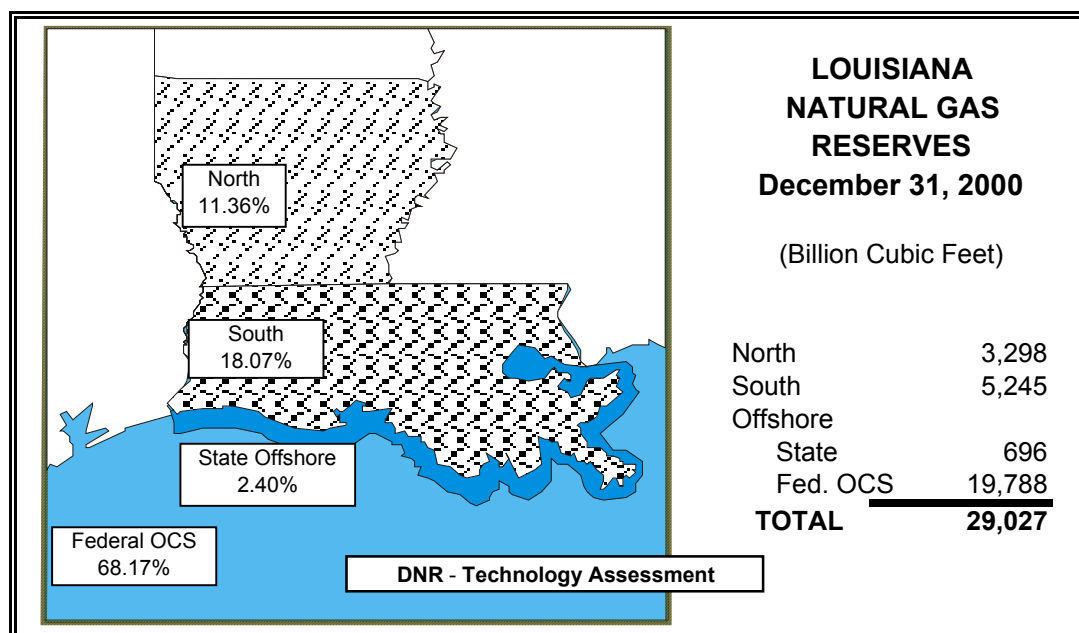 LOUISIANA
NATURAL GAS
RESERVES
December 31, 2000
(Billion Cubic Feet)
North
11.36%
South
18.07%
State Offshore
2.40%
Federal OCS
68.17%
DNR - Technology Assessment
North 3,298
South 5,245
Offshore
State 696
Fed. OCS 19,788
TOTAL 29,027